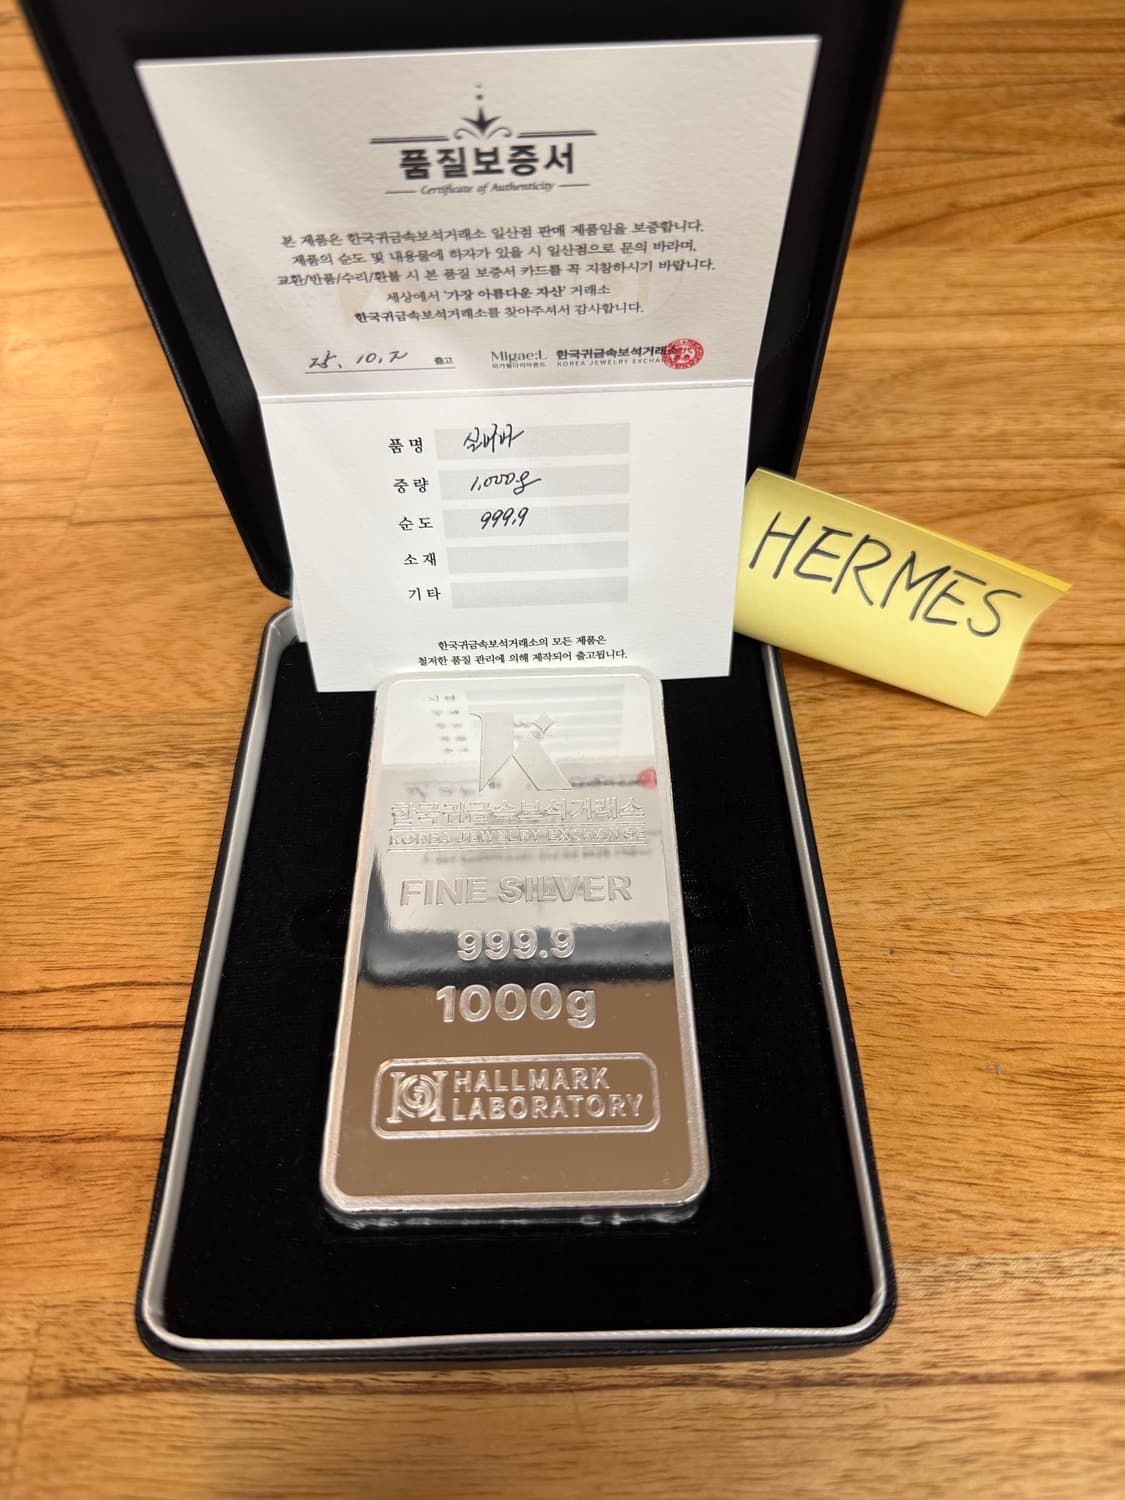 품질보증서
Certificate of Authenticity
본 제품은 한국귀금속보석거래소 일산점 판매 제품임을 보증합니다.
제품의 순도 및 내용물에 하자가 있을 시 일산점으로 문의 바라며,
교환/반품/수리/환불 시 본 품질 보증서 카드를 꼭 지참하시기 바랍니다.
세상에서 '가장 아름다운 자산' 거래소
한국귀금속보석거래소를 찾아주셔서 감사합니다.
25. 10. 2 출고
Migae:L 한국귀금속보석거래소
미가엘다이아몬드 KOREA JEWELRY EXCHAN
품명 실버바
중량 1,000g
순도 999.9
소재
기타
한국귀금속보석거래소의 모든 제품은
철저한 품질 관리에 의해 제작되어 출고됩니다.
HERMES
한국귀금속보석거래소
KOREA JEWELRY EXCHANGE
FINE SILVER
999.9
1000g
HALLMARK
LABORATORY